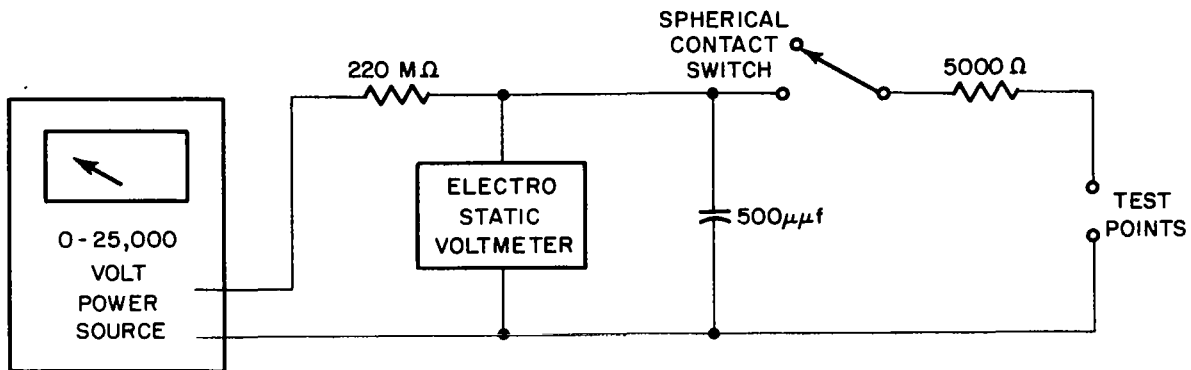 SPHERICAL
CONTACT
SWITCH
220 MΩ
5000 Ω
ELECTRO
STATIC
VOLTMETER
500μμf
TEST
POINTS
0-25,000
VOLT
POWER
SOURCE